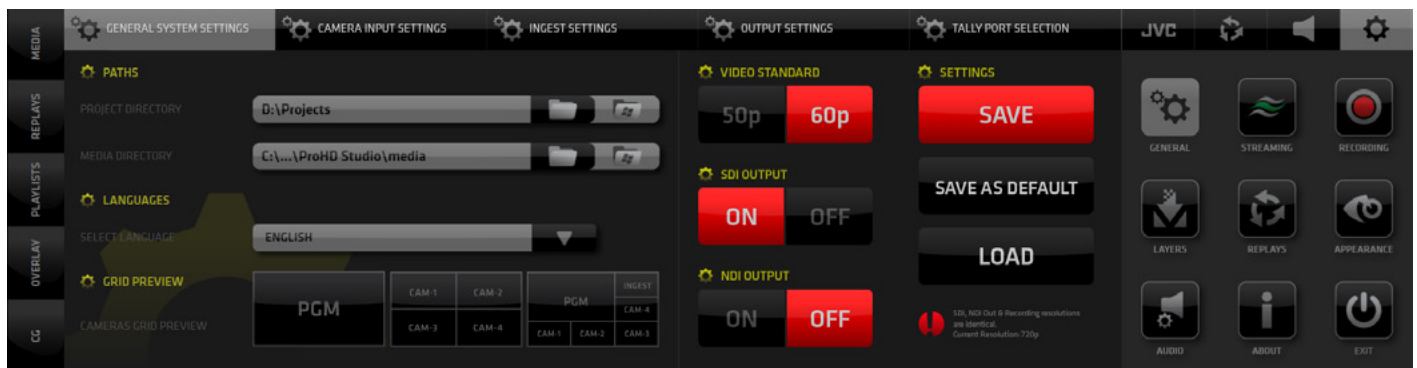 MEDIA
REPLAYS
PLAYLISTS
OVERLAY
CG
GENERAL SYSTEM SETTINGS
CAMERA INPUT SETTINGS
INGEST SETTINGS
OUTPUT SETTINGS
TALLY PORT SELECTION
JVC
PATHS
PROJECT DIRECTORY
D:\Projects
MEDIA DIRECTORY
C:\...\ProHD Studio\media
LANGUAGES
SELECT LANGUAGE
ENGLISH
GRID PREVIEW
CAMERAS GRID PREVIEW
PGM
CAM-1
CAM-2
CAM-3
CAM-4
PGM
INGEST
CAM-4
CAM-1
CAM-2
CAM-3
VIDEO STANDARD
50p
60p
SDI OUTPUT
ON
OFF
NDI OUTPUT
ON
OFF
SETTINGS
SAVE
SAVE AS DEFAULT
LOAD
SDI, NDI Out & Recording resolutions
are identical.
Current Resolution:720p
GENERAL
STREAMING
RECORDING
LAYERS
REPLAYS
APPEARANCE
AUDIO
ABOUT
EXIT